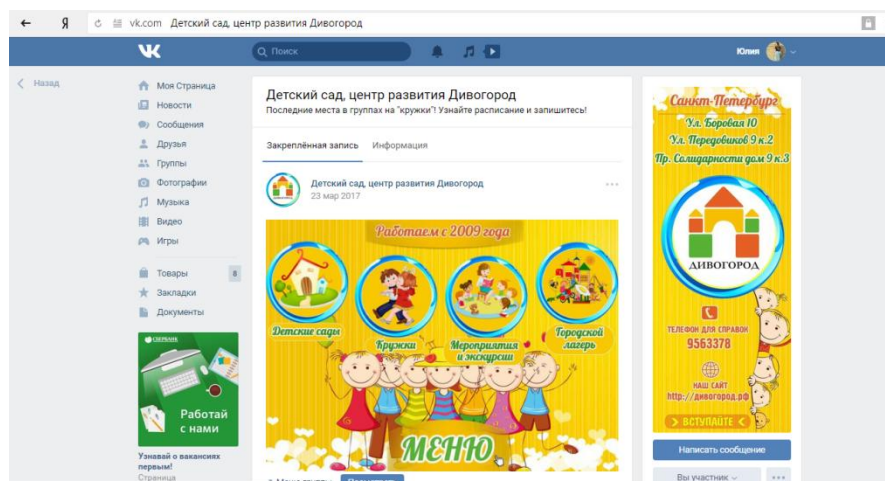 Я
vk.com Детский сад, центр развития Дивогород
Поиск
Юлия
Назад
Моя Страница
Новости
Сообщения
Друзья
Группы
Фотографии
Музыка
Видео
Игры
Товары 8
Закладки
Документы
СБЕРБАНК
Работай
с нами
Узнавай о вакансиях
первым!
Страница
Детский сад, центр развития Дивогород
Последние места в группах на "кружки"! Узнайте расписание и запишитесь!
Закреплённая запись Информация
Детский сад, центр развития Дивогород
23 мар 2017
Работаем с 2009 года
Детские сады
Кружки
Мероприятия
и экскурсии
Городской
лагерь
МЕНЮ
Санкт-Петербург
Ул. Боровая 10
Ул. Передовиков 9 к.2
Пр. Солидарности дом 9 к.3
ДИВОГОРОД
ТЕЛЕФОН ДЛЯ СПРАВОК
9563378
НАШ САЙТ
http://дивогород.рф
> ВСТУПАЙТЕ <
Написать сообщение
Вы участник